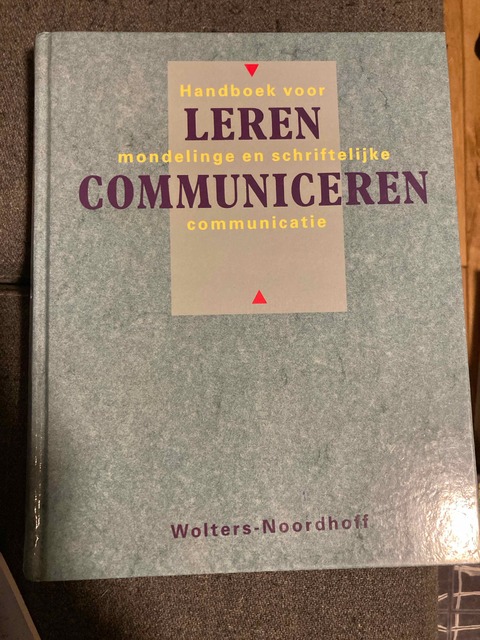 Handboek voor
LEREN
mondelinge en schriftelijke
COMMUNICEREN
communicatie
Wolters-Noordhoff